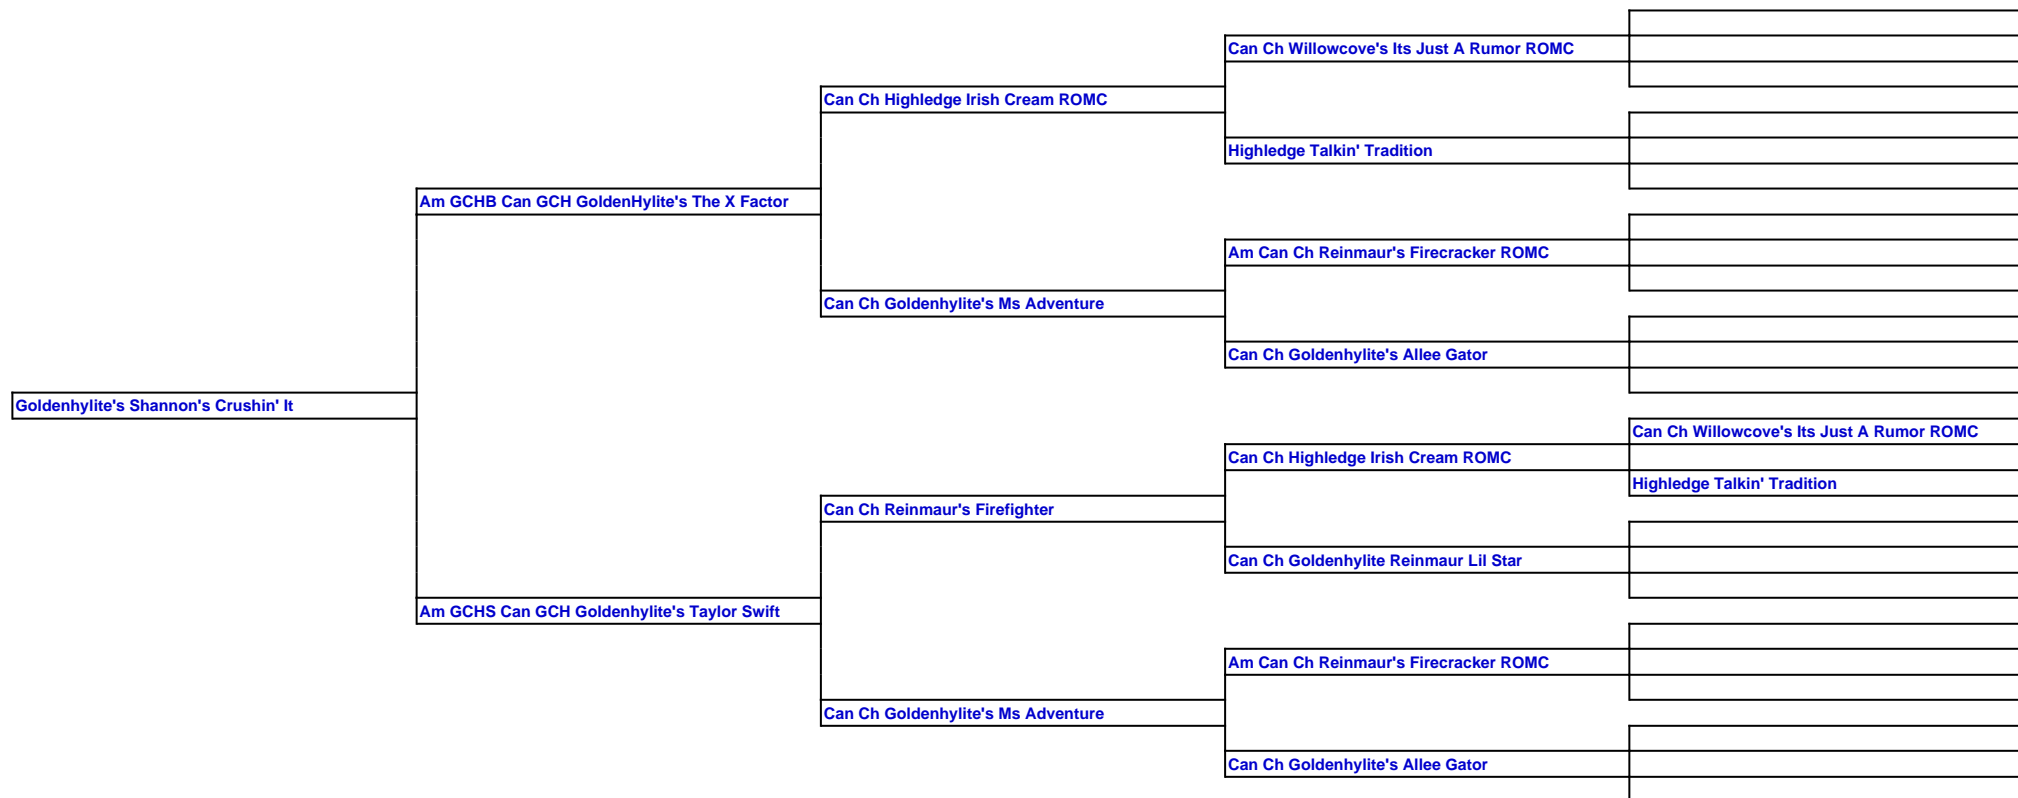 Can Ch Willowcove's Its Just A Rumor ROMC
Can Ch Highledge Irish Cream ROMC
Highledge Talkin' Tradition
Am GCHB Can GCH GoldenHylite's The X Factor
Am Can Ch Reinmaur's Firecracker ROMC
Can Ch Goldenhylite's Ms Adventure
Can Ch Goldenhylite's Allee Gator
Goldenhylite's Shannon's Crushin' It
Can Ch Willowcove's Its Just A Rumor ROMC
Can Ch Highledge Irish Cream ROMC
Highledge Talkin' Tradition
Can Ch Reinmaur's Firefighter
Can Ch Goldenhylite Reinmaur Lil Star
Am GCHS Can GCH Goldenhylite's Taylor Swift
Am Can Ch Reinmaur's Firecracker ROMC
Can Ch Goldenhylite's Ms Adventure
Can Ch Goldenhylite's Allee Gator